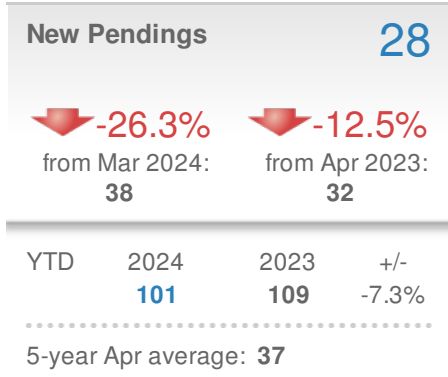 New Pendings 28
-26.3% -12.5%
from Mar 2024: from Apr 2023:
38 32
YTD 2024 2023 +/-
101 109 -7.3%
5-year Apr average: 37